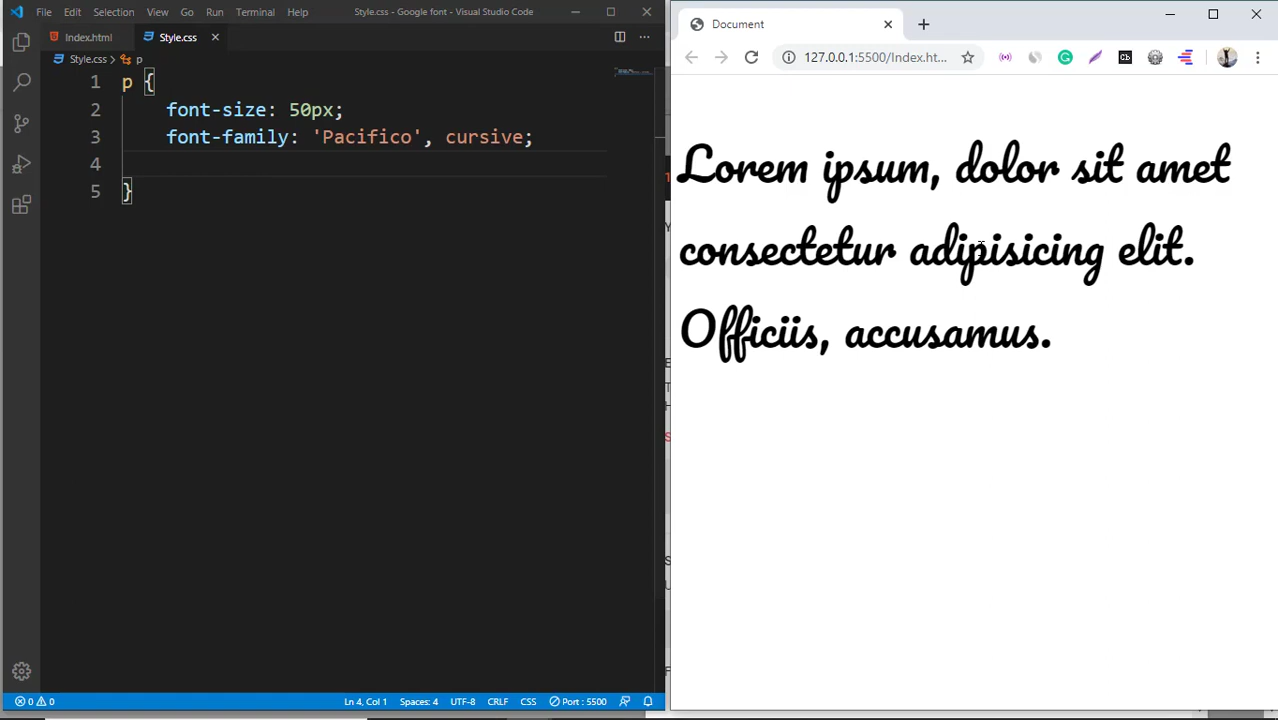 File Edit Selection View Go Run Terminal Help
Style.css - Google font - Visual Studio Code
Index.html Style.css
Style.css > p
1 p {
2 font-size: 50px;
3 font-family: 'Pacifico', cursive;
4
5 }
0 0
Ln 4, Col 1 Spaces: 4 UTF-8 CRLF CSS Port : 5500
Document
127.0.0.1:5500/Index.ht...
Cb
Lorem ipsum, dolor sit amet
consectetur adipisicing elit.
Officiis, accusamus.